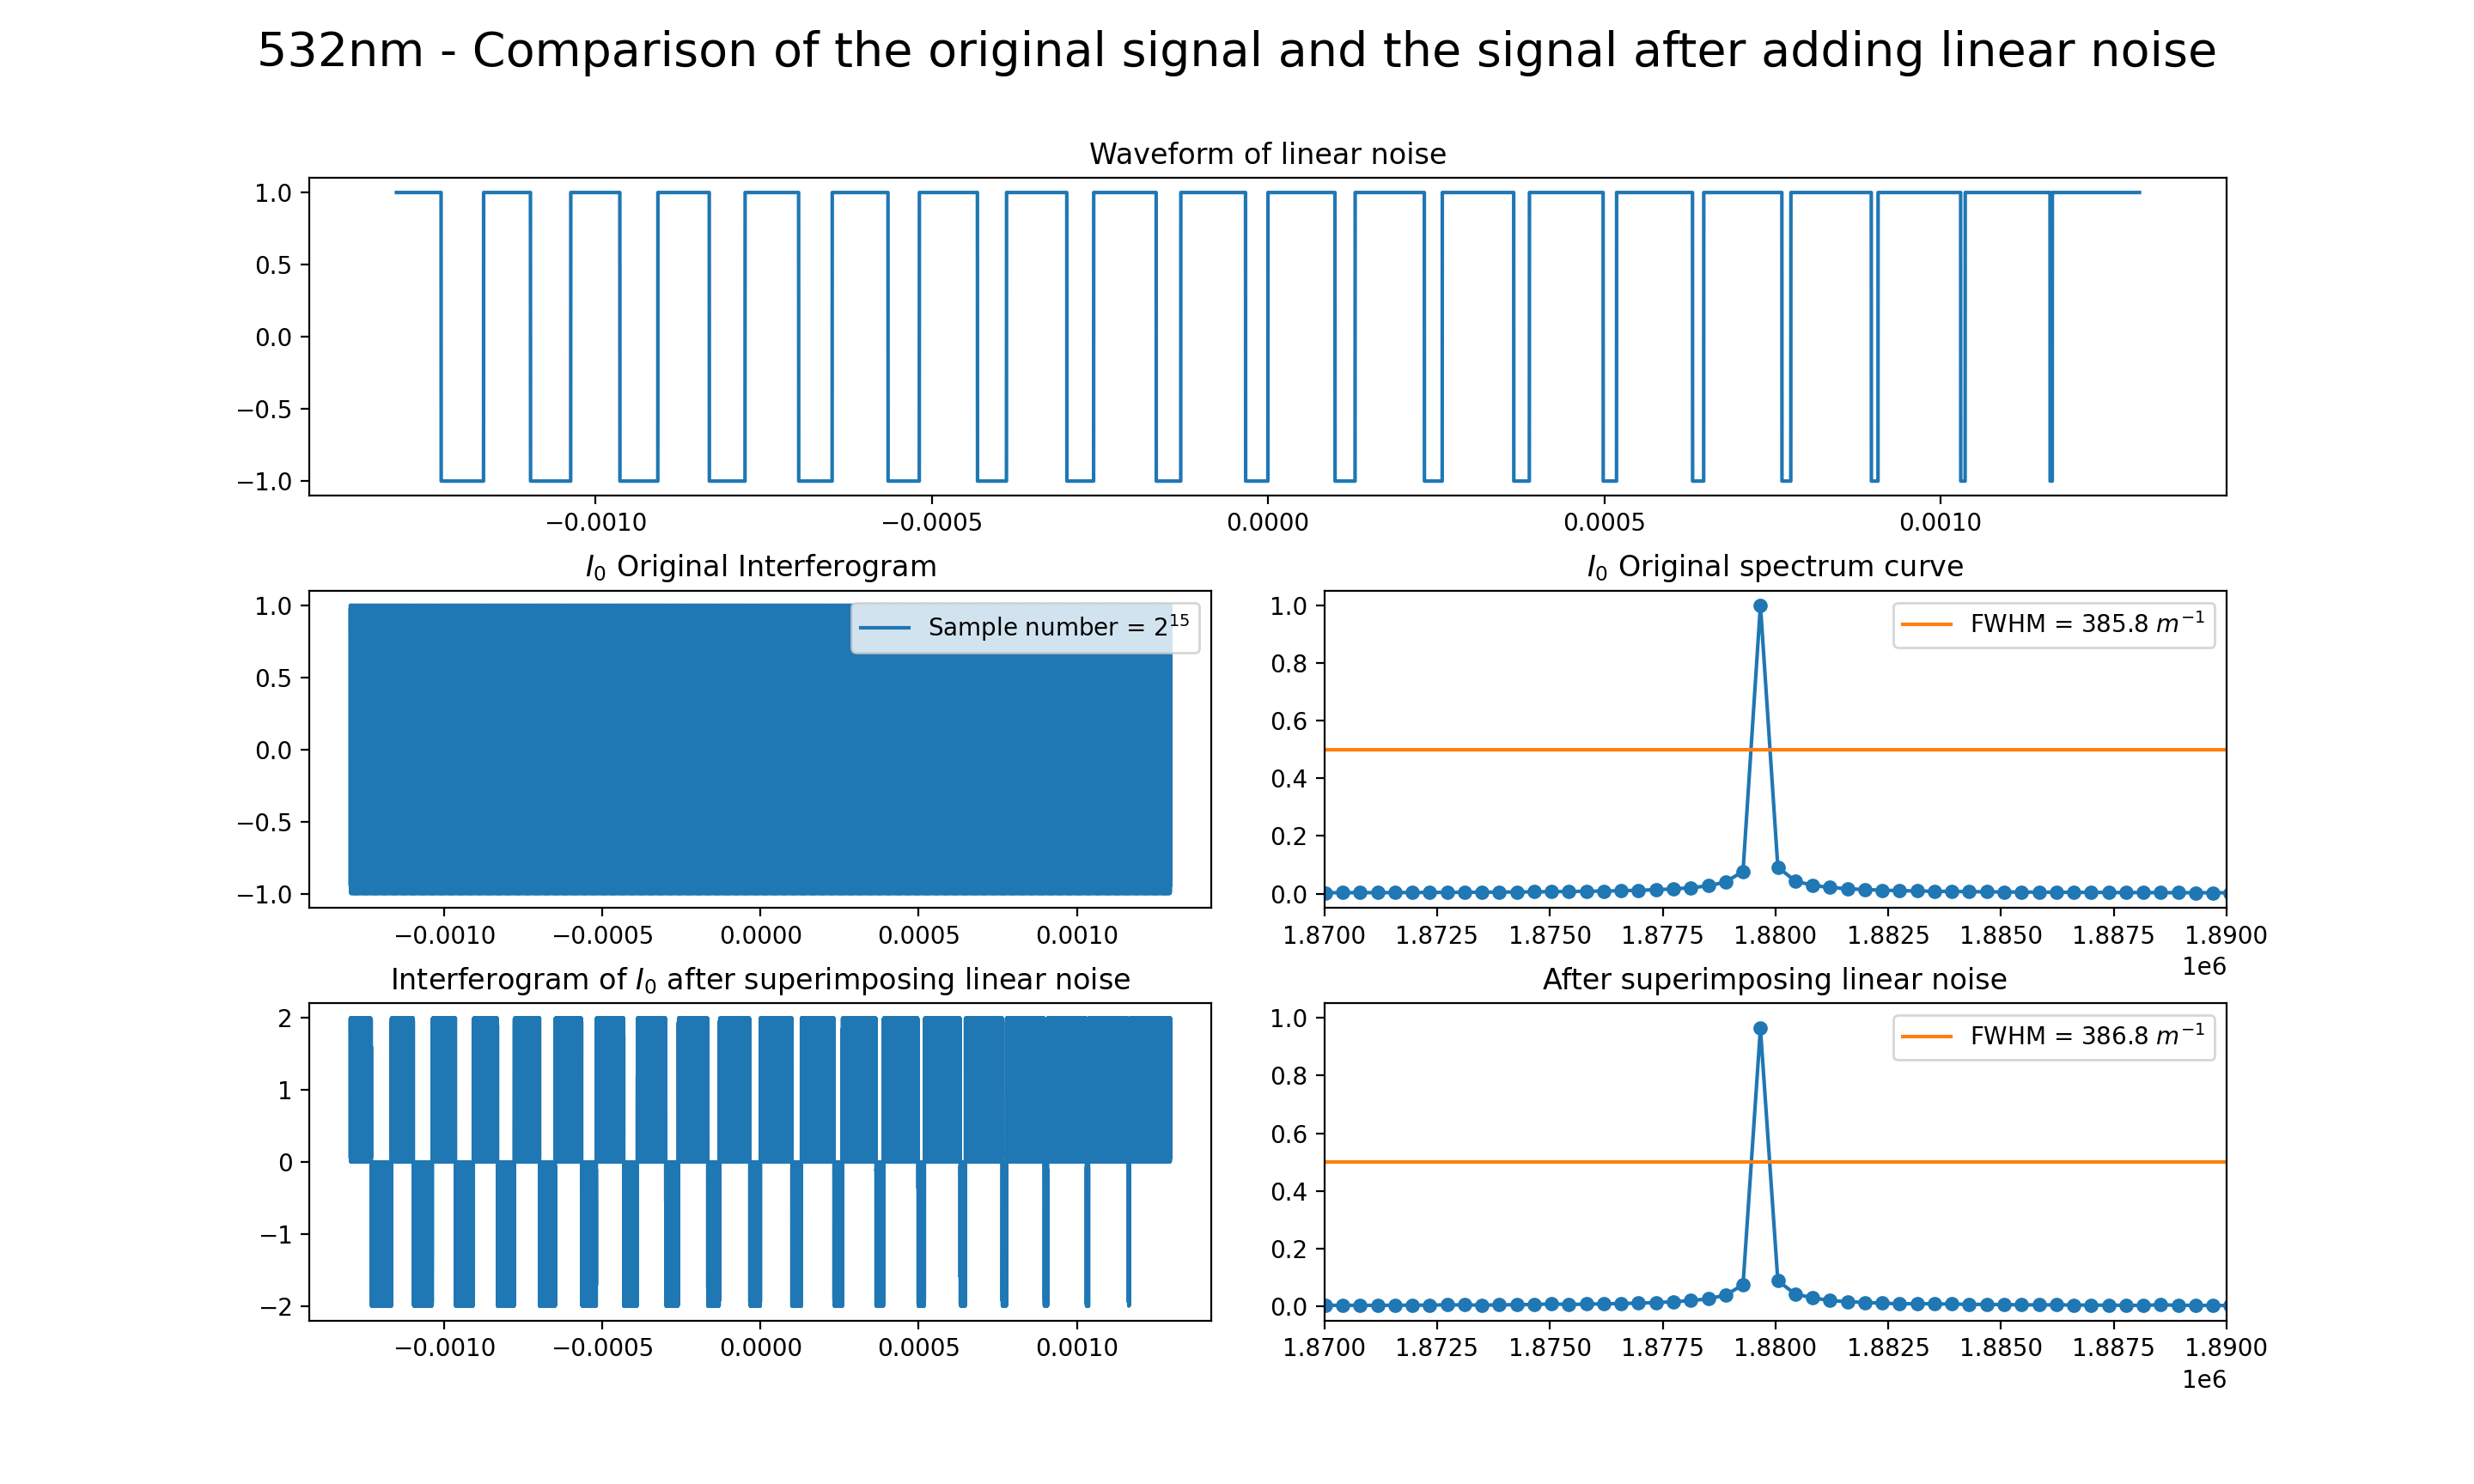 532nm - Comparison of the original signal and the signal after adding linear noise
Waveform of linear noise
1.0
0.5
0.0
−0.5
−1.0
−0.0010 −0.0005 0.0000 0.0005 0.0010
I₀ Original Interferogram
1.0
0.5
0.0
−0.5
−1.0
Sample number = 2¹⁵
−0.0010 −0.0005 0.0000 0.0005 0.0010
I₀ Original spectrum curve
1.0
0.8
0.6
0.4
0.2
0.0
FWHM = 385.8 m⁻¹
1.8700 1.8725 1.8750 1.8775 1.8800 1.8825 1.8850 1.8875 1.8900
1e6
Interferogram of I₀ after superimposing linear noise
2
1
0
−1
−2
−0.0010 −0.0005 0.0000 0.0005 0.0010
After superimposing linear noise
1.0
0.8
0.6
0.4
0.2
0.0
FWHM = 386.8 m⁻¹
1.8700 1.8725 1.8750 1.8775 1.8800 1.8825 1.8850 1.8875 1.8900
1e6